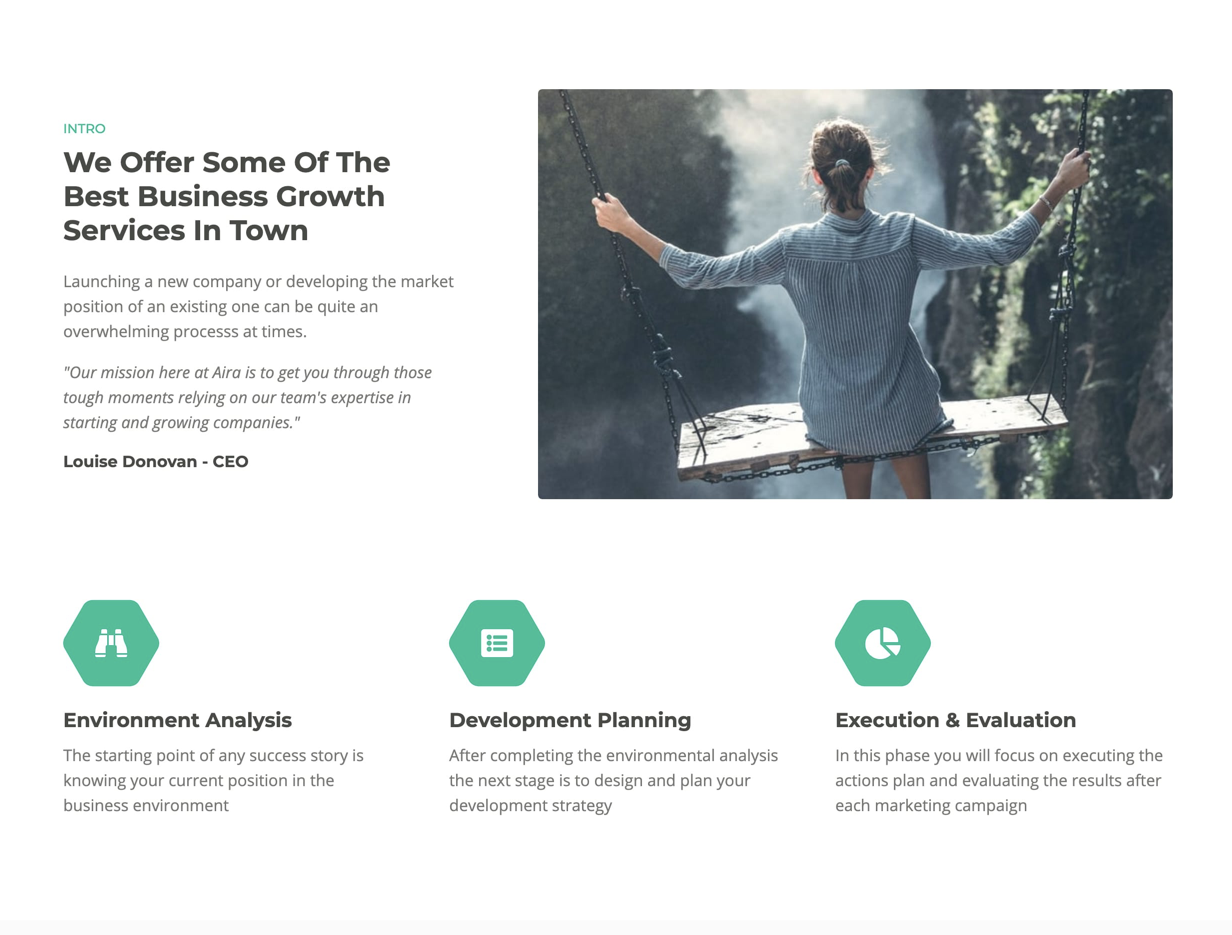 INTRO
We Offer Some Of The
Best Business Growth
Services In Town
Launching a new company or developing the market
position of an existing one can be quite an
overwhelming processs at times.
"Our mission here at Aira is to get you through those
tough moments relying on our team's expertise in
starting and growing companies."
Louise Donovan - CEO
Environment Analysis
The starting point of any success story is
knowing your current position in the
business environment
Development Planning
After completing the environmental analysis
the next stage is to design and plan your
development strategy
Execution & Evaluation
In this phase you will focus on executing the
actions plan and evaluating the results after
each marketing campaign